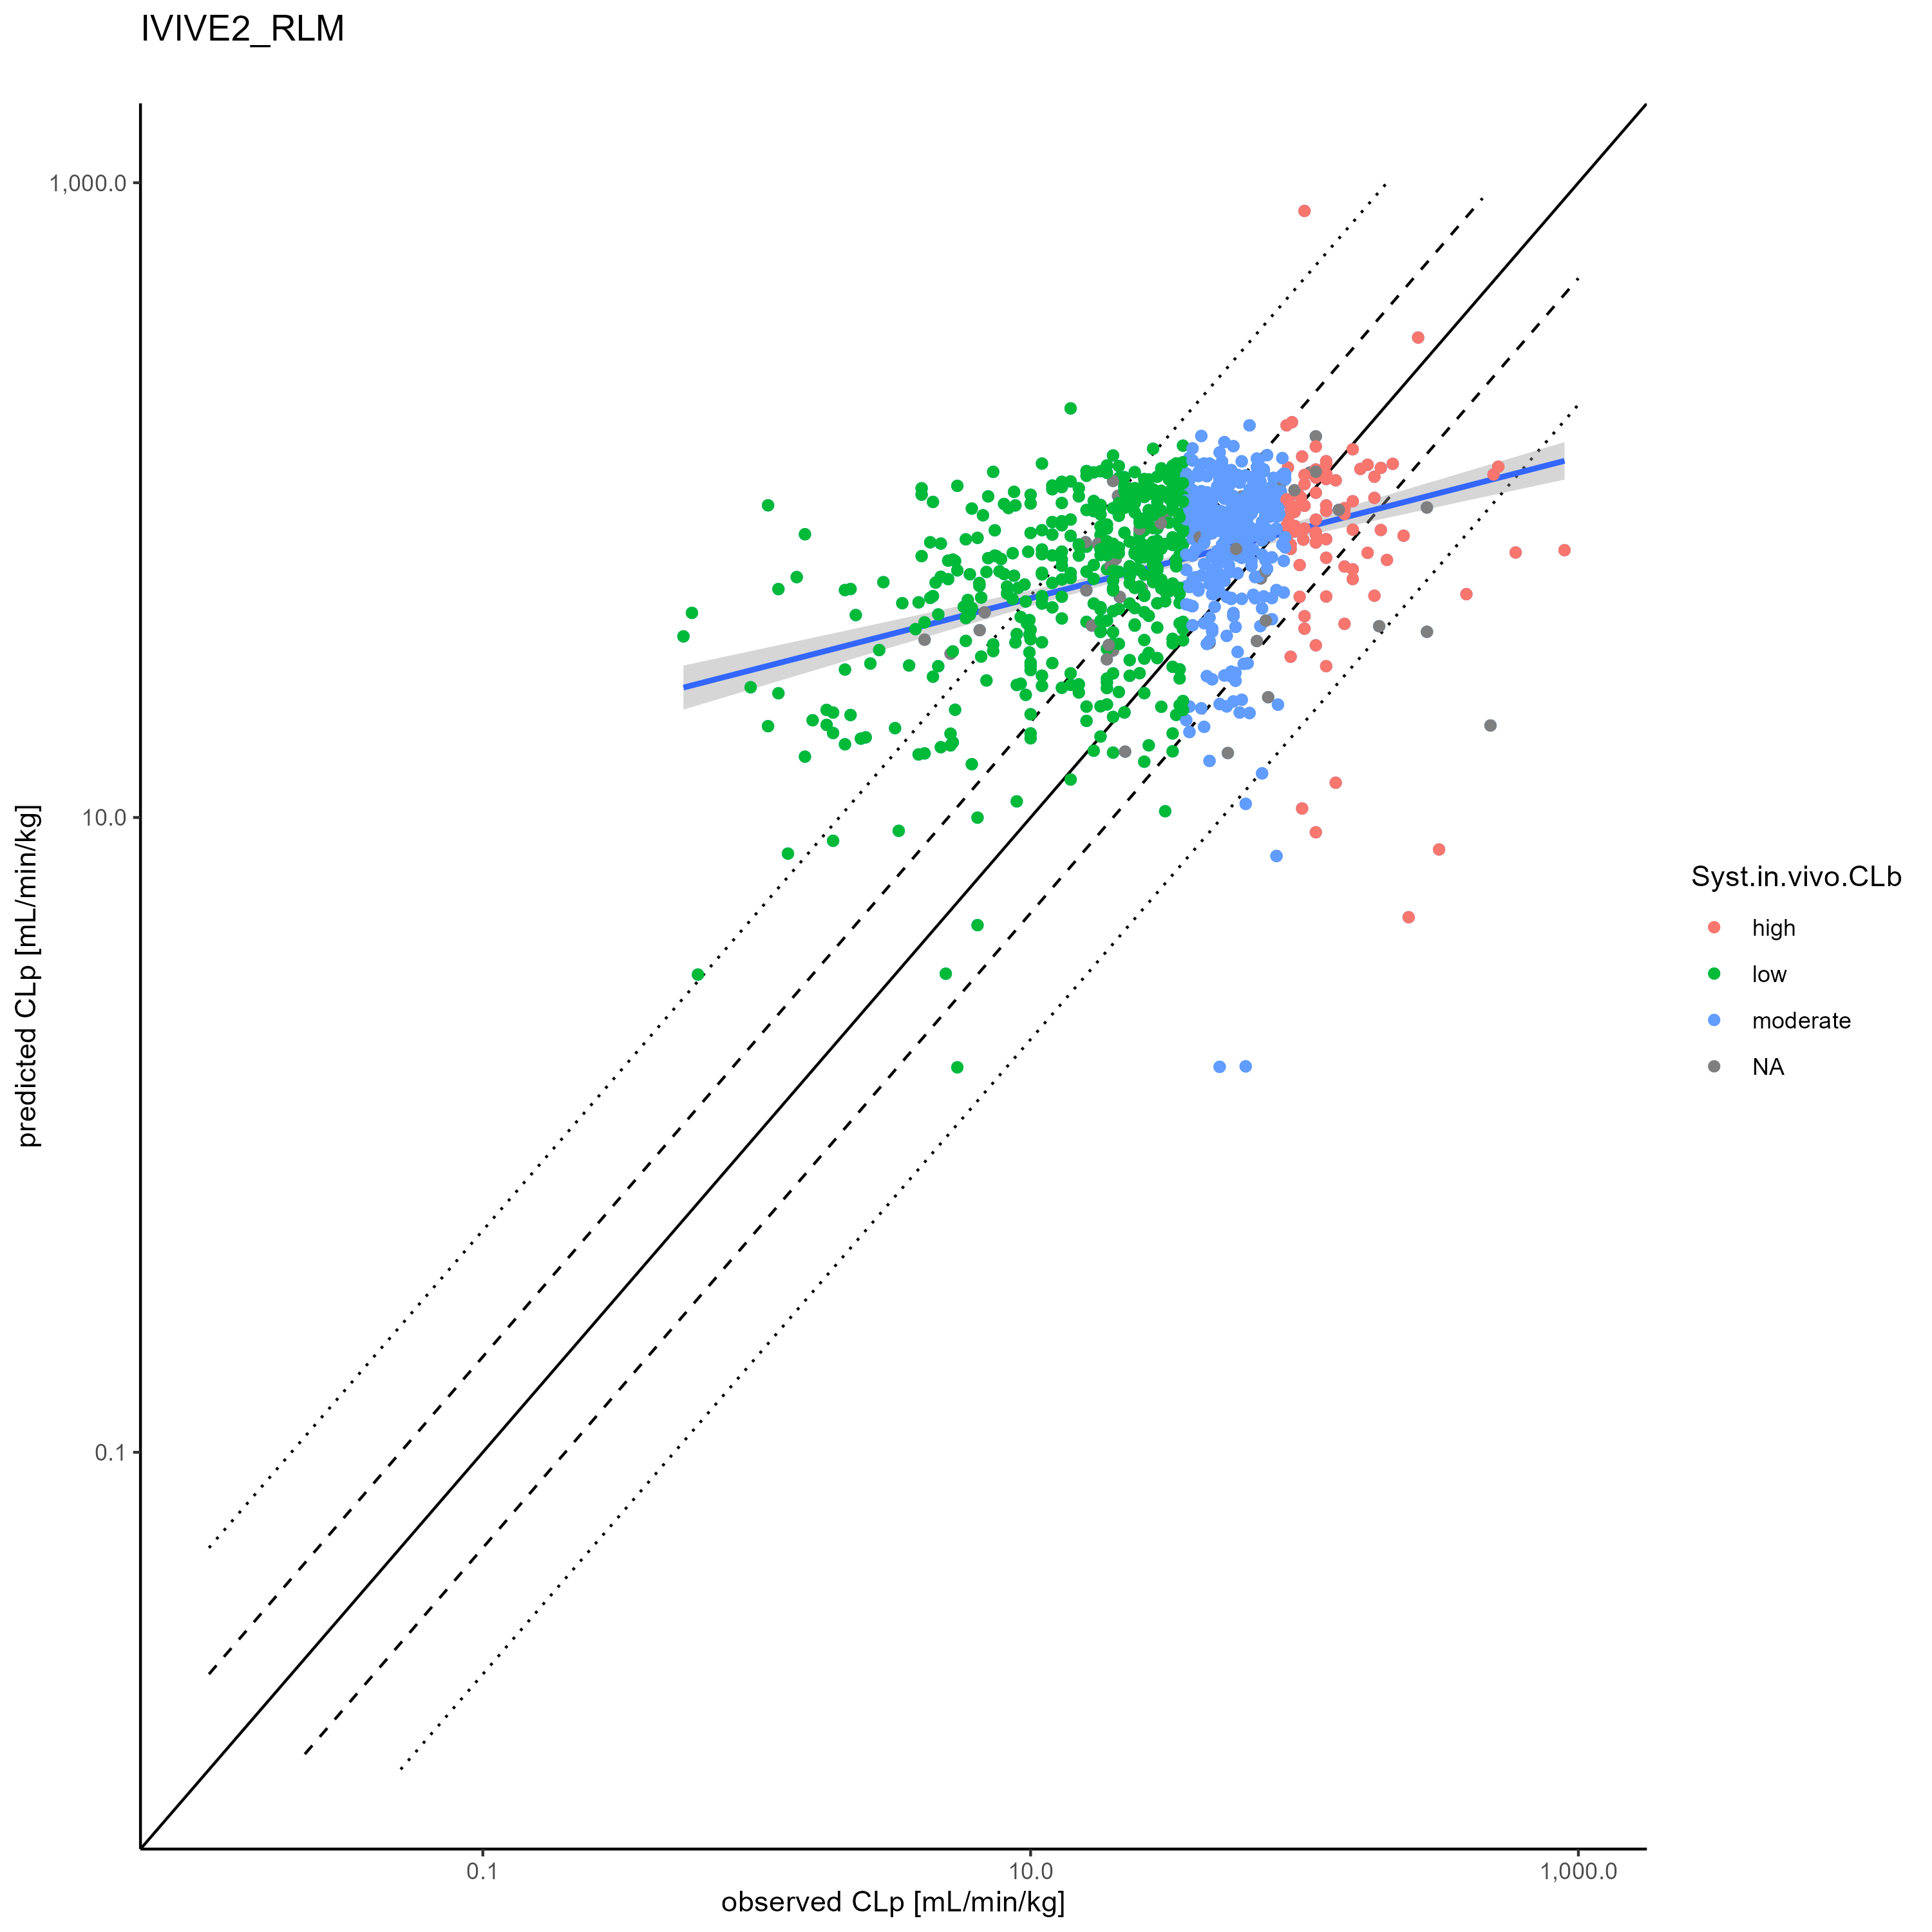 IVIVE2_RLM
1,000.0
10.0
0.1
predicted CLp [mL/min/kg]
0.1
10.0
1,000.0
observed CLp [mL/min/kg]
Syst.in.vivo.CLb
high
low
moderate
NA